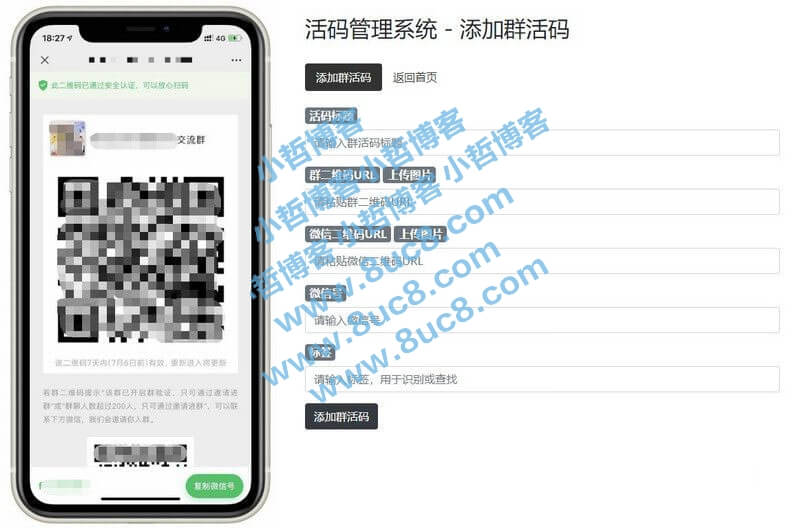 18:27
4G
此二维码已通过安全认证，可以放心扫码
交流群
该二维码7天内(7月6日前)有效，重新进入将更新
若群二维码提示“该群已开启群验证，只可通过邀请进
群”或“群聊人数超过200人，只可通过邀请进群”，可以联
系下方微信，我们会邀请你入群。
复制微信号
活码管理系统 - 添加群活码
添加群活码 返回首页
活码标题
请输入群活码标题
群二维码URL 上传图片
请粘贴群二维码URL
微信二维码URL 上传图片
请粘贴微信二维码URL
微信号
请输入微信号
标签
请输入标签，用于识别或查找
添加群活码
小哲博客 小哲博客 小哲博客
小哲博客 www.8uc8.com
小哲博客 www.8uc8.com
www.8uc8.com